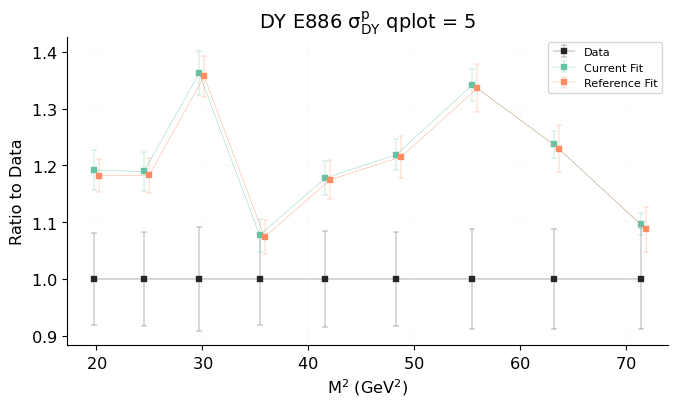 DY E886 σ^p_DY qplot = 5
Data
Current Fit
Reference Fit
Ratio to Data
1.4
1.3
1.2
1.1
1.0
0.9
20 30 40 50 60 70
M² (GeV²)